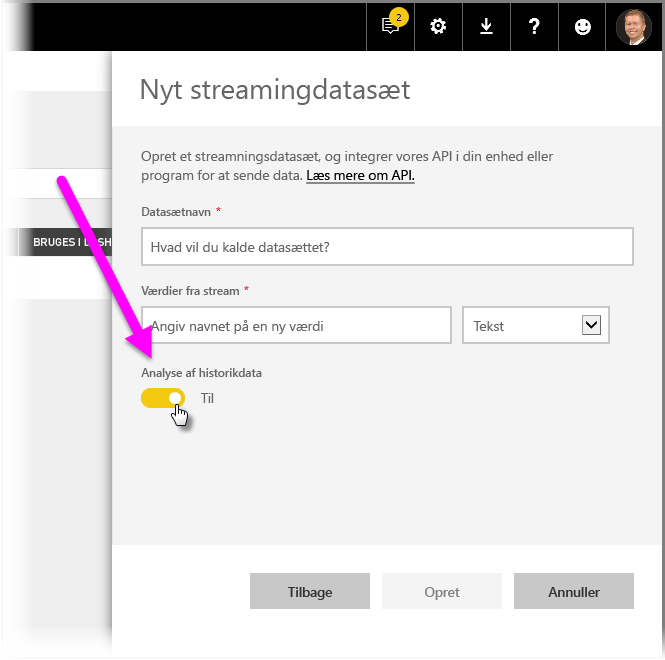 2
?
Nyt streamingdatasæt
Opret et streamningsdatasæt, og integrer vores API i din enhed eller
program for at sende data. Læs mere om API.
Datasætnavn *
Hvad vil du kalde datasættet?
BRUGES I
Værdier fra stream *
Angiv navnet på en ny værdi
Tekst
Analyse af historikdata
Til
Tilbage
Opret
Annuller